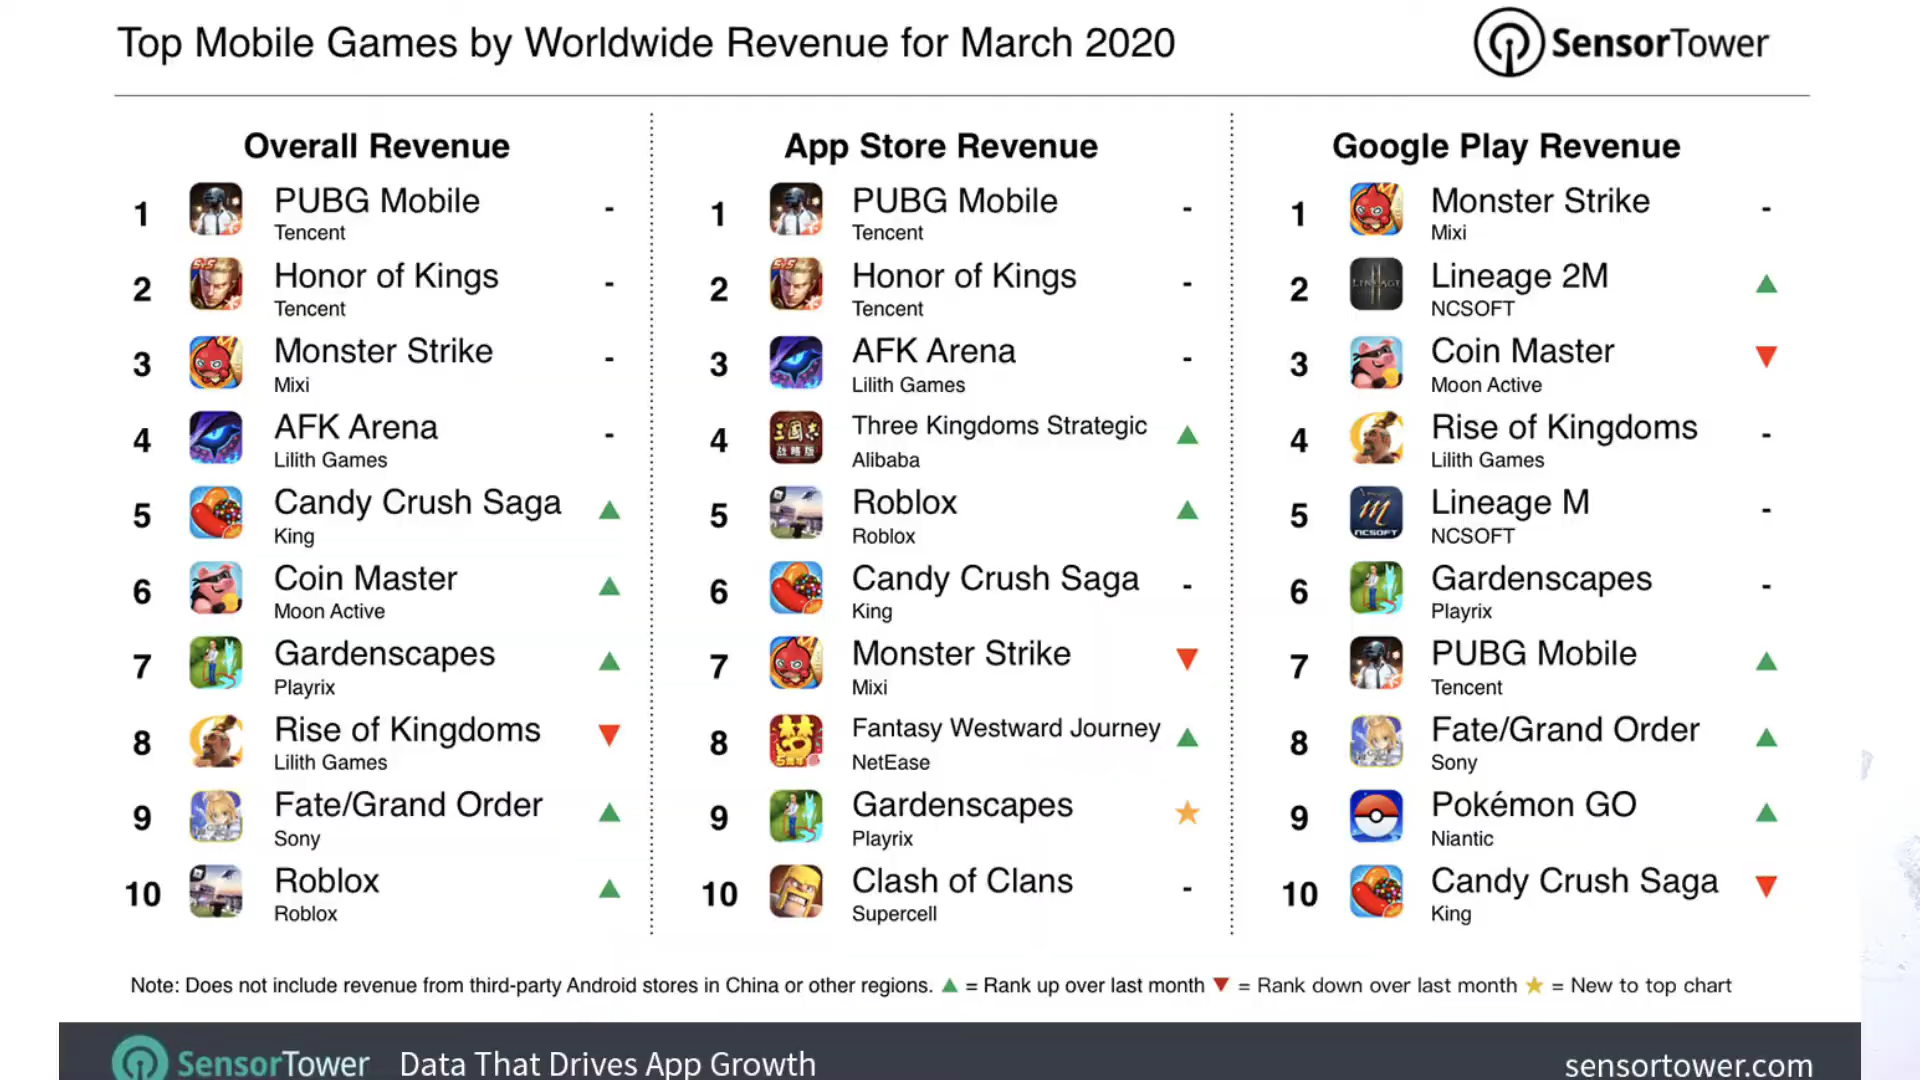 Top Mobile Games by Worldwide Revenue for March 2020
SensorTower
Overall Revenue
1
PUBG Mobile
-
Tencent
2
Honor of Kings
-
Tencent
3
Monster Strike
-
Mixi
4
AFK Arena
-
Lilith Games
5
Candy Crush Saga
▲
King
6
Coin Master
▲
Moon Active
7
Gardenscapes
▲
Playrix
8
Rise of Kingdoms
▼
Lilith Games
9
Fate/Grand Order
▲
Sony
10
Roblox
▲
Roblox
App Store Revenue
1
PUBG Mobile
-
Tencent
2
Honor of Kings
-
Tencent
3
AFK Arena
-
Lilith Games
4
Three Kingdoms Strategic
▲
Alibaba
5
Roblox
▲
Roblox
6
Candy Crush Saga
-
King
7
Monster Strike
▼
Mixi
8
Fantasy Westward Journey
▲
NetEase
9
Gardenscapes
★
Playrix
10
Clash of Clans
-
Supercell
Google Play Revenue
1
Monster Strike
-
Mixi
2
Lineage 2M
▲
NCSOFT
3
Coin Master
▼
Moon Active
4
Rise of Kingdoms
-
Lilith Games
5
Lineage M
-
NCSOFT
6
Gardenscapes
-
Playrix
7
PUBG Mobile
▲
Tencent
8
Fate/Grand Order
▲
Sony
9
Pokémon GO
▲
Niantic
10
Candy Crush Saga
▼
King
Note: Does not include revenue from third-party Android stores in China or other regions. ▲ = Rank up over last month ▼ = Rank down over last month ★ = New to top chart
SensorTower Data That Drives App Growth sensortower.com